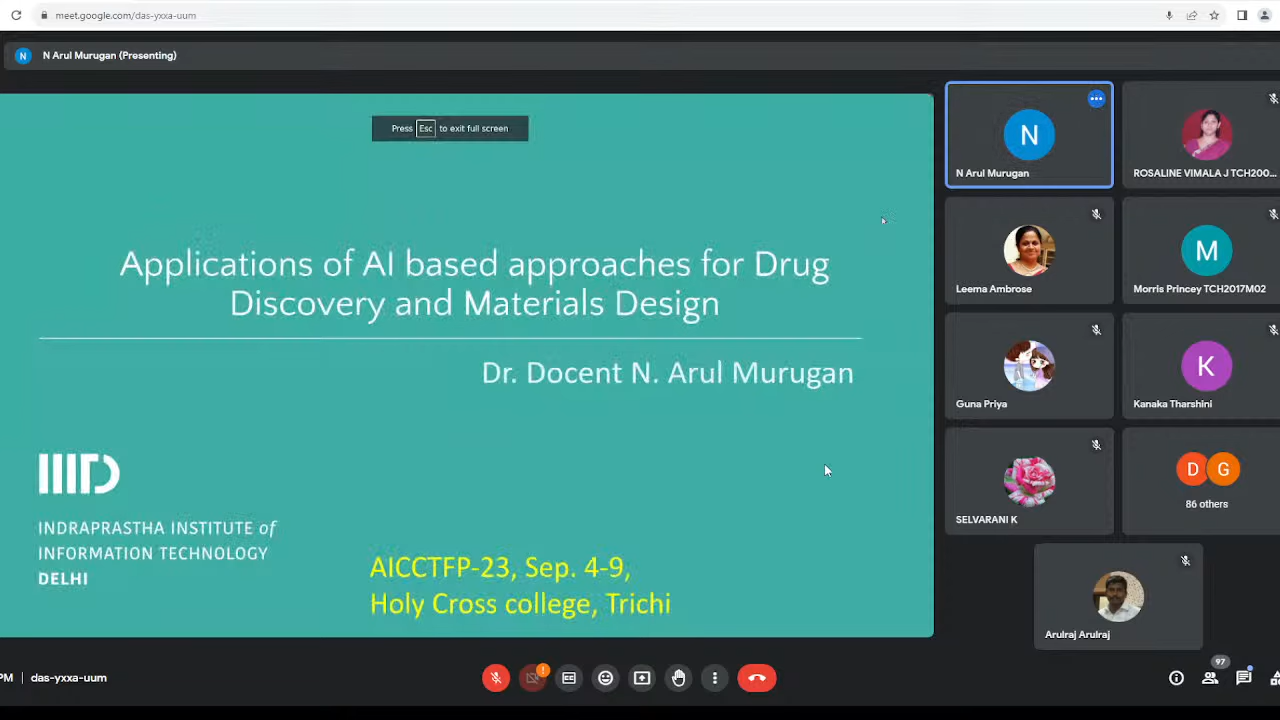 meet.google.com/das-yxxa-uum
N
N Arul Murugan (Presenting)
Press Esc to exit full screen
Applications of AI based approaches for Drug
Discovery and Materials Design
Dr. Docent N. Arul Murugan
IIITD
INDRAPRASTHA INSTITUTE of
INFORMATION TECHNOLOGY
DELHI
AICCTFP-23, Sep. 4-9,
Holy Cross college, Trichi
N
N Arul Murugan
ROSALINE VIMALA J TCH200...
Leema Ambrose
M
Morris Princey TCH2017M02
Guna Priya
K
Kanaka Tharshini
SELVARANI K
D G
86 others
Arulraj Arulraj
PM | das-yxxa-uum
97